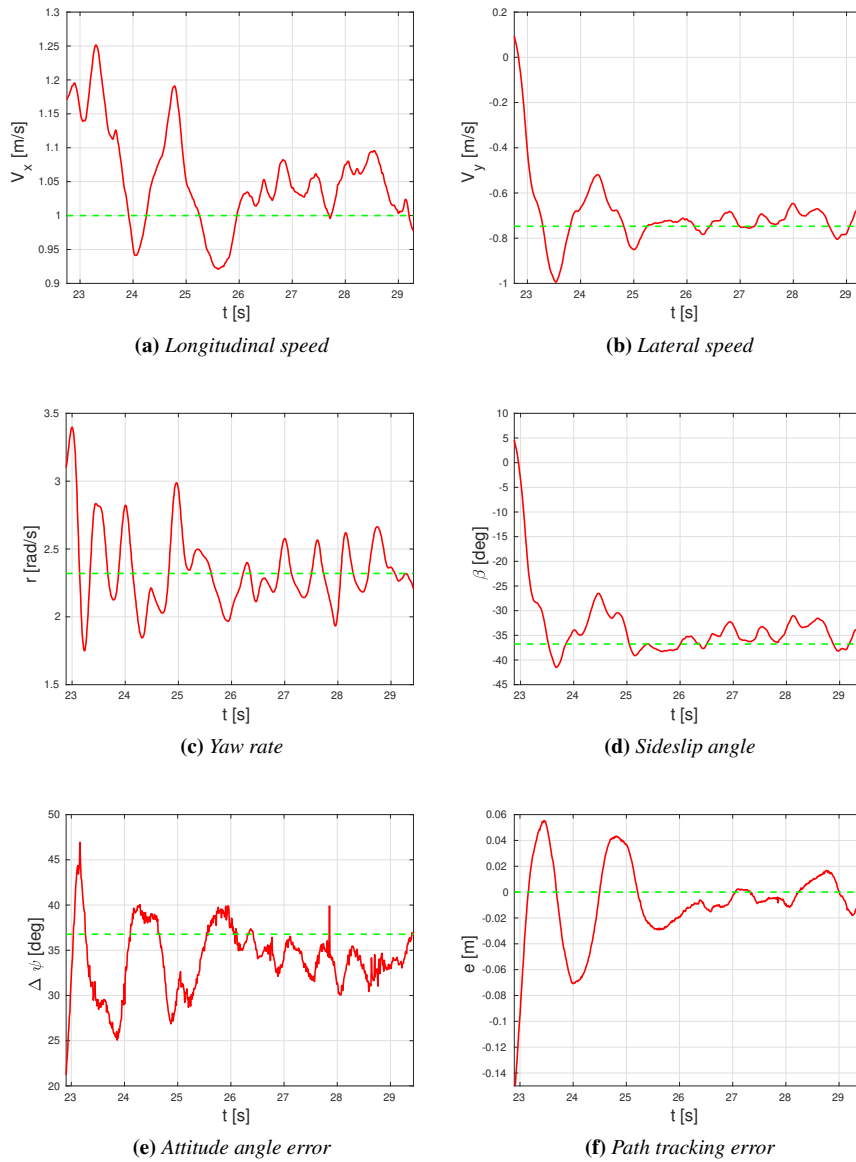 1.3
1.25
1.2
1.15
1.1
1.05
1
0.95
0.9
V x [m/s]
23 24 25 26 27 28 29
t [s]
(a) Longitudinal speed
0.2
0
-0.2
-0.4
-0.6
-0.8
-1
V y [m/s]
23 24 25 26 27 28 29
t [s]
(b) Lateral speed
3.5
3
2.5
2
1.5
r [rad/s]
23 24 25 26 27 28 29
t [s]
(c) Yaw rate
10
5
0
-5
-10
-15
-20
-25
-30
-35
-40
-45
β [deg]
23 24 25 26 27 28 29
t [s]
(d) Sideslip angle
50
45
40
35
30
25
20
Δ ψ [deg]
23 24 25 26 27 28 29
t [s]
(e) Attitude angle error
0.06
0.04
0.02
0
-0.02
-0.04
-0.06
-0.08
-0.1
-0.12
-0.14
e [m]
23 24 25 26 27 28 29
t [s]
(f) Path tracking error